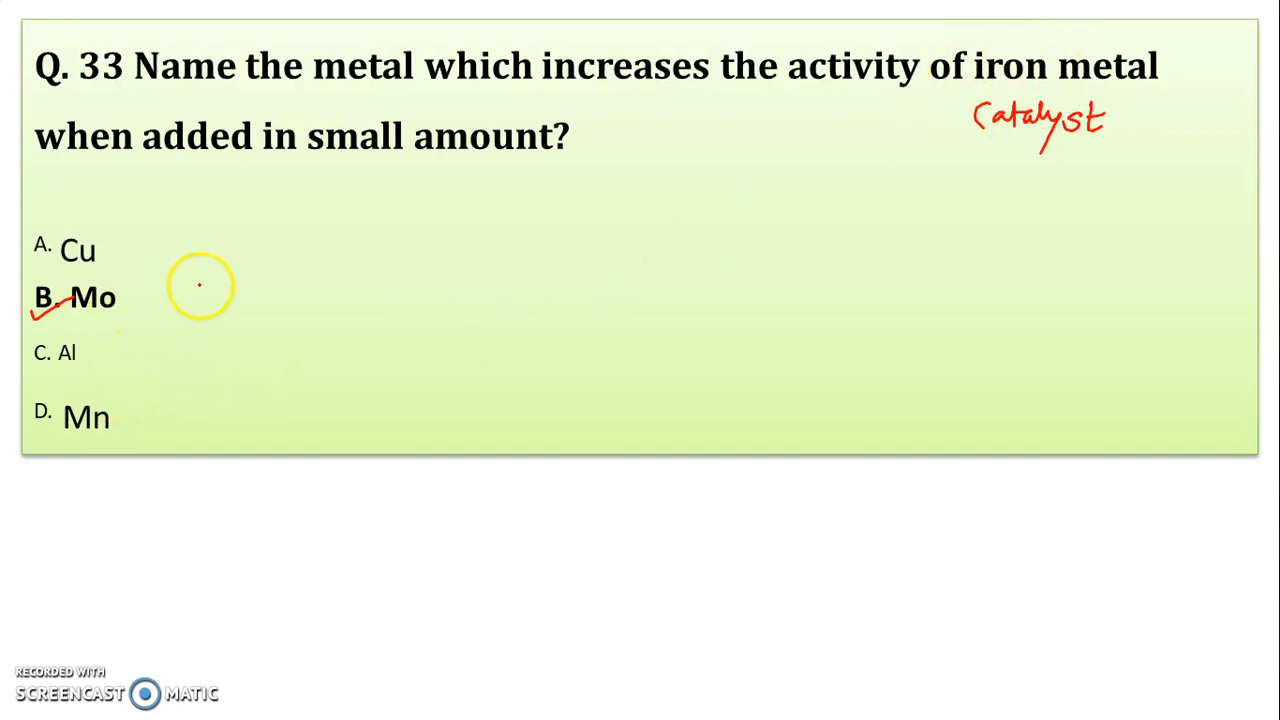 Q. 33 Name the metal which increases the activity of iron metal
Catalyst
when added in small amount?
A. Cu
B. Mo
C. Al
D. Mn
RECORDED WITH
SCREENCAST MATIC